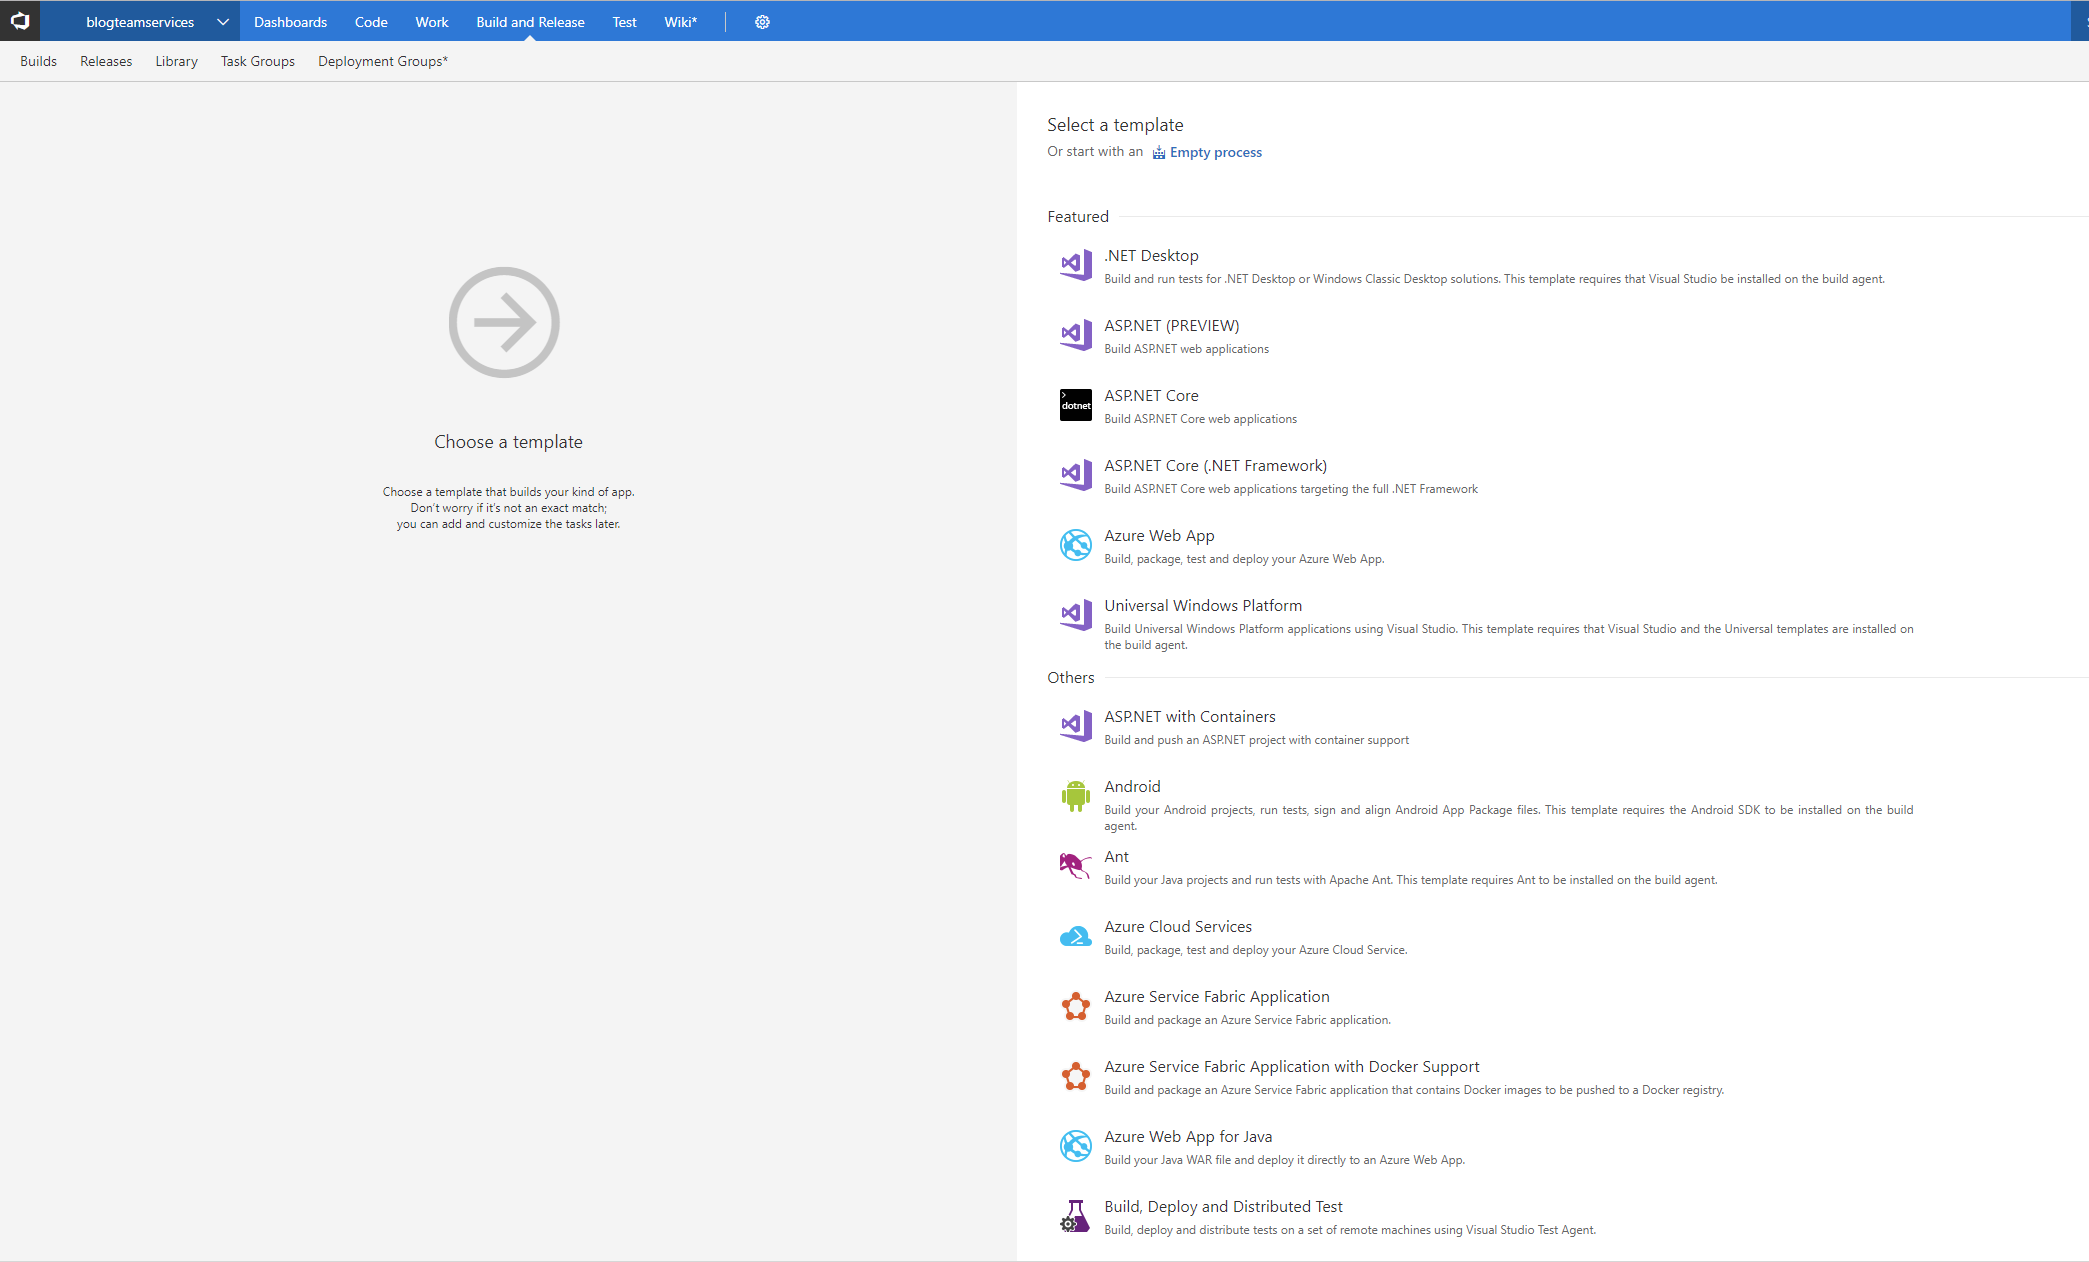 blogteamservices Dashboards Code Work Build and Release Test Wiki*
Builds Releases Library Task Groups Deployment Groups*
Choose a template
Choose a template that builds your kind of app.
Don't worry if it's not an exact match;
you can add and customize the tasks later.
Select a template
Or start with an Empty process
Featured
.NET Desktop
Build and run tests for .NET Desktop or Windows Classic Desktop solutions. This template requires that Visual Studio be installed on the build agent.
ASP.NET (PREVIEW)
Build ASP.NET web applications
dotnet
ASP.NET Core
Build ASP.NET Core web applications
ASP.NET Core (.NET Framework)
Build ASP.NET Core web applications targeting the full .NET Framework
Azure Web App
Build, package, test and deploy your Azure Web App.
Universal Windows Platform
Build Universal Windows Platform applications using Visual Studio. This template requires that Visual Studio and the Universal templates are installed on
the build agent.
Others
ASP.NET with Containers
Build and push an ASP.NET project with container support
Android
Build your Android projects, run tests, sign and align Android App Package files. This template requires the Android SDK to be installed on the build
agent.
Ant
Build your Java projects and run tests with Apache Ant. This template requires Ant to be installed on the build agent.
Azure Cloud Services
Build, package, test and deploy your Azure Cloud Service.
Azure Service Fabric Application
Build and package an Azure Service Fabric application.
Azure Service Fabric Application with Docker Support
Build and package an Azure Service Fabric application that contains Docker images to be pushed to a Docker registry.
Azure Web App for Java
Build your Java WAR file and deploy it directly to an Azure Web App.
Build, Deploy and Distributed Test
Build, deploy and distribute tests on a set of remote machines using Visual Studio Test Agent.